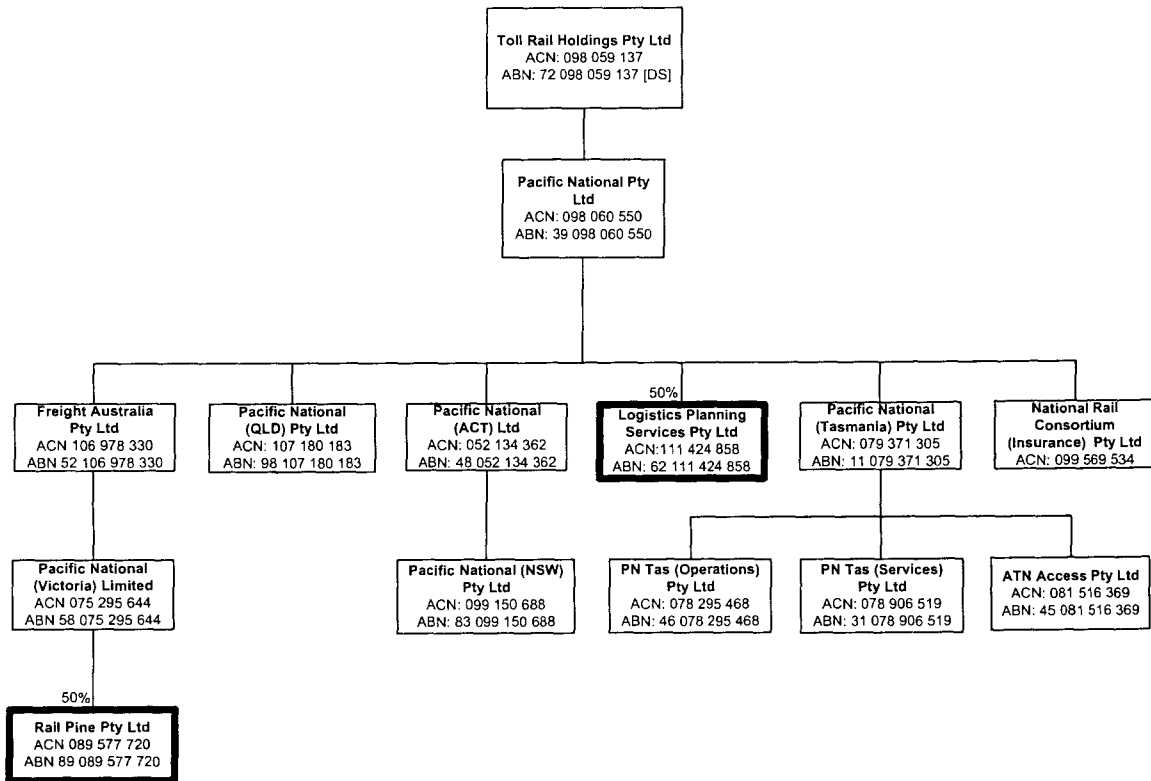 Toll Rail Holdings Pty Ltd
ACN: 098 059 137
ABN: 72 098 059 137 [DS]
Pacific National Pty
Ltd
ACN: 098 060 550
ABN: 39 098 060 550
Freight Australia
Pty Ltd
ACN 106 978 330
ABN 52 106 978 330
Pacific National
(QLD) Pty Ltd
ACN: 107 180 183
ABN: 98 107 180 183
Pacific National
(ACT) Ltd
ACN: 052 134 362
ABN: 48 052 134 362
50%
Logistics Planning
Services Pty Ltd
ACN:111 424 858
ABN: 62 111 424 858
Pacific National
(Tasmania) Pty Ltd
ACN: 079 371 305
ABN: 11 079 371 305
National Rail
Consortium
(Insurance) Pty Ltd
ACN: 099 569 534
Pacific National
(Victoria) Limited
ACN 075 295 644
ABN 58 075 295 644
Pacific National (NSW)
Pty Ltd
ACN: 099 150 688
ABN: 83 099 150 688
PN Tas (Operations)
Pty Ltd
ACN: 078 295 468
ABN: 46 078 295 468
PN Tas (Services)
Pty Ltd
ACN: 078 906 519
ABN: 31 078 906 519
ATN Access Pty Ltd
ACN: 081 516 369
ABN: 45 081 516 369
50%
Rail Pine Pty Ltd
ACN 089 577 720
ABN 89 089 577 720